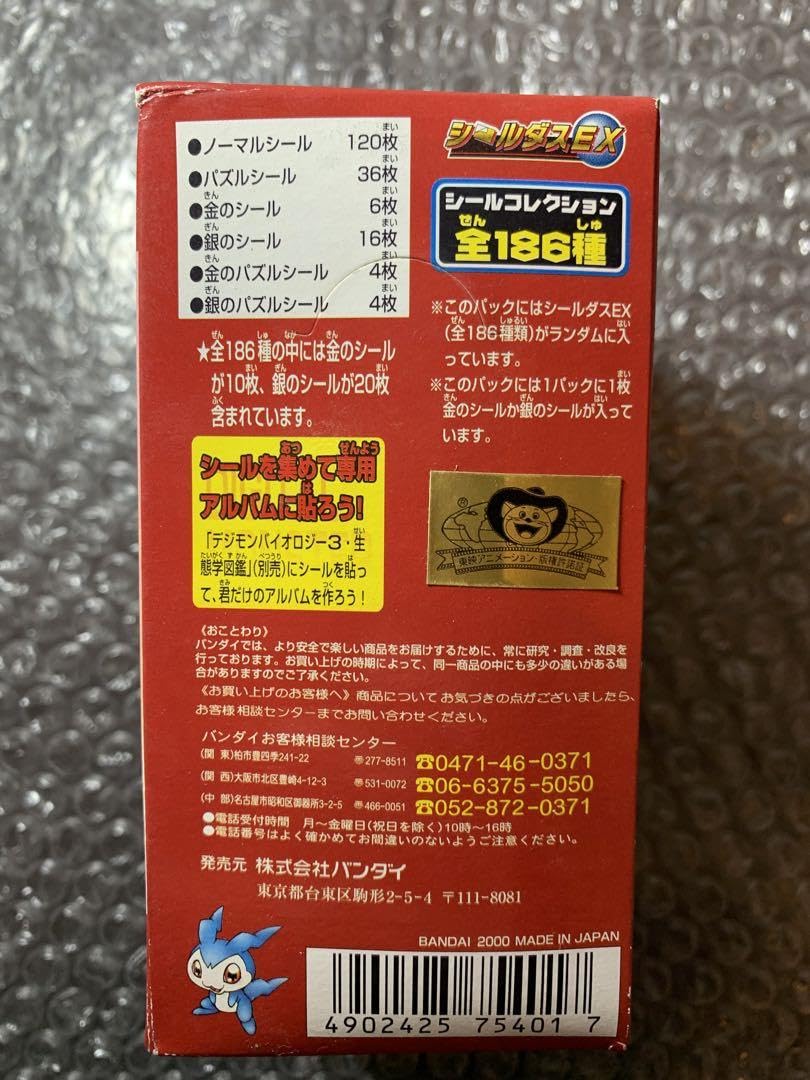 ●ノーマルシール 120枚
●パズルシール 36枚
●金のシール 6枚
●銀のシール 16枚
●金のパズルシール 4枚
●銀のパズルシール 4枚
★全186種の中には金のシール
が10枚、銀のシールが20枚
含まれています。
シールを集めて専用
アルバムに貼ろう!
「デジモンバイオロジー3・生
態学図鑑」(別売)にシールを貼っ
て、君だけのアルバムを作ろう!
シールダスEX
シールコレクション
全186種
※このパックにはシールダスEX
(全186種類)がランダムに入
っています。
※このパックには1パックに1枚
金のシールか銀のシールが入って
います。
®
東映アニメーション・版権許諾証
《おことわり》
バンダイでは、より安全で楽しい商品をお届けするために、常に研究・調査・改良を
行っております。お買い上げの時期によって、同一商品の中にも多少の違いがある場
合がありますのでご了承ください。
《お買い上げのお客様へ》商品についてお気づきの点がございましたら、
お客様相談センターまでお問い合わせください。
バンダイお客様相談センター
(関 東)柏市豊四季241-22 〠277-8511 ☎0471-46-0371
(関 西)大阪市北区豊崎4-12-3 〠531-0072 ☎06-6375-5050
(中 部)名古屋市昭和区御器所3-2-5 〠466-0051 ☎052-872-0371
●電話受付時間 月〜金曜日(祝日を除く)10時〜16時
●電話番号はよく確かめてお間違いのないようご注意ください。
発売元 株式会社バンダイ
東京都台東区駒形2-5-4 〒111-8081
BANDAI 2000 MADE IN JAPAN
4902425 75401 7